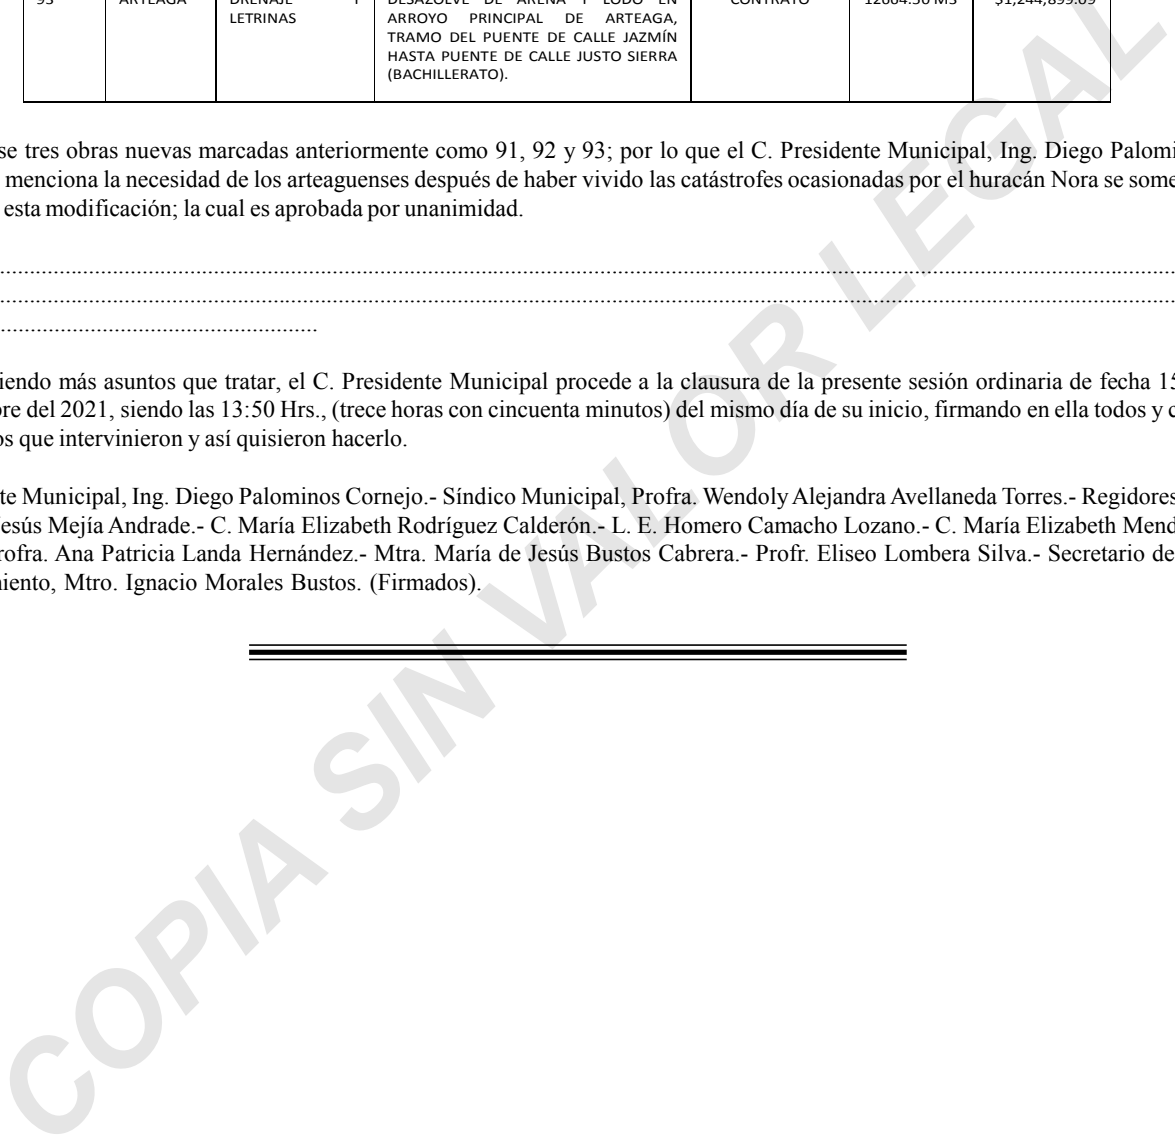 93 ARTEAGA DRENAJE Y DESAZOLVE DE ARENA Y LODO EN CONTRATO 12664.56 M3 $1,244,899.69
LETRINAS ARROYO PRINCIPAL DE ARTEAGA,
TRAMO DEL PUENTE DE CALLE JAZMÍN
HASTA PUENTE DE CALLE JUSTO SIERRA
(BACHILLERATO).
se tres obras nuevas marcadas anteriormente como 91, 92 y 93; por lo que el C. Presidente Municipal, Ing. Diego Palomi
menciona la necesidad de los arteaguenses después de haber vivido las catástrofes ocasionadas por el huracán Nora se some
esta modificación; la cual es aprobada por unanimidad.
iendo más asuntos que tratar, el C. Presidente Municipal procede a la clausura de la presente sesión ordinaria de fecha 15
bre del 2021, siendo las 13:50 Hrs., (trece horas con cincuenta minutos) del mismo día de su inicio, firmando en ella todos y c
os que intervinieron y así quisieron hacerlo.
te Municipal, Ing. Diego Palominos Cornejo.- Síndico Municipal, Profra. Wendoly Alejandra Avellaneda Torres.- Regidores
Jesús Mejía Andrade.- C. María Elizabeth Rodríguez Calderón.- L. E. Homero Camacho Lozano.- C. María Elizabeth Mend
rofra. Ana Patricia Landa Hernández.- Mtra. María de Jesús Bustos Cabrera.- Profr. Eliseo Lombera Silva.- Secretario de
niento, Mtro. Ignacio Morales Bustos. (Firmados).
COPIA SIN VALOR LEGAL